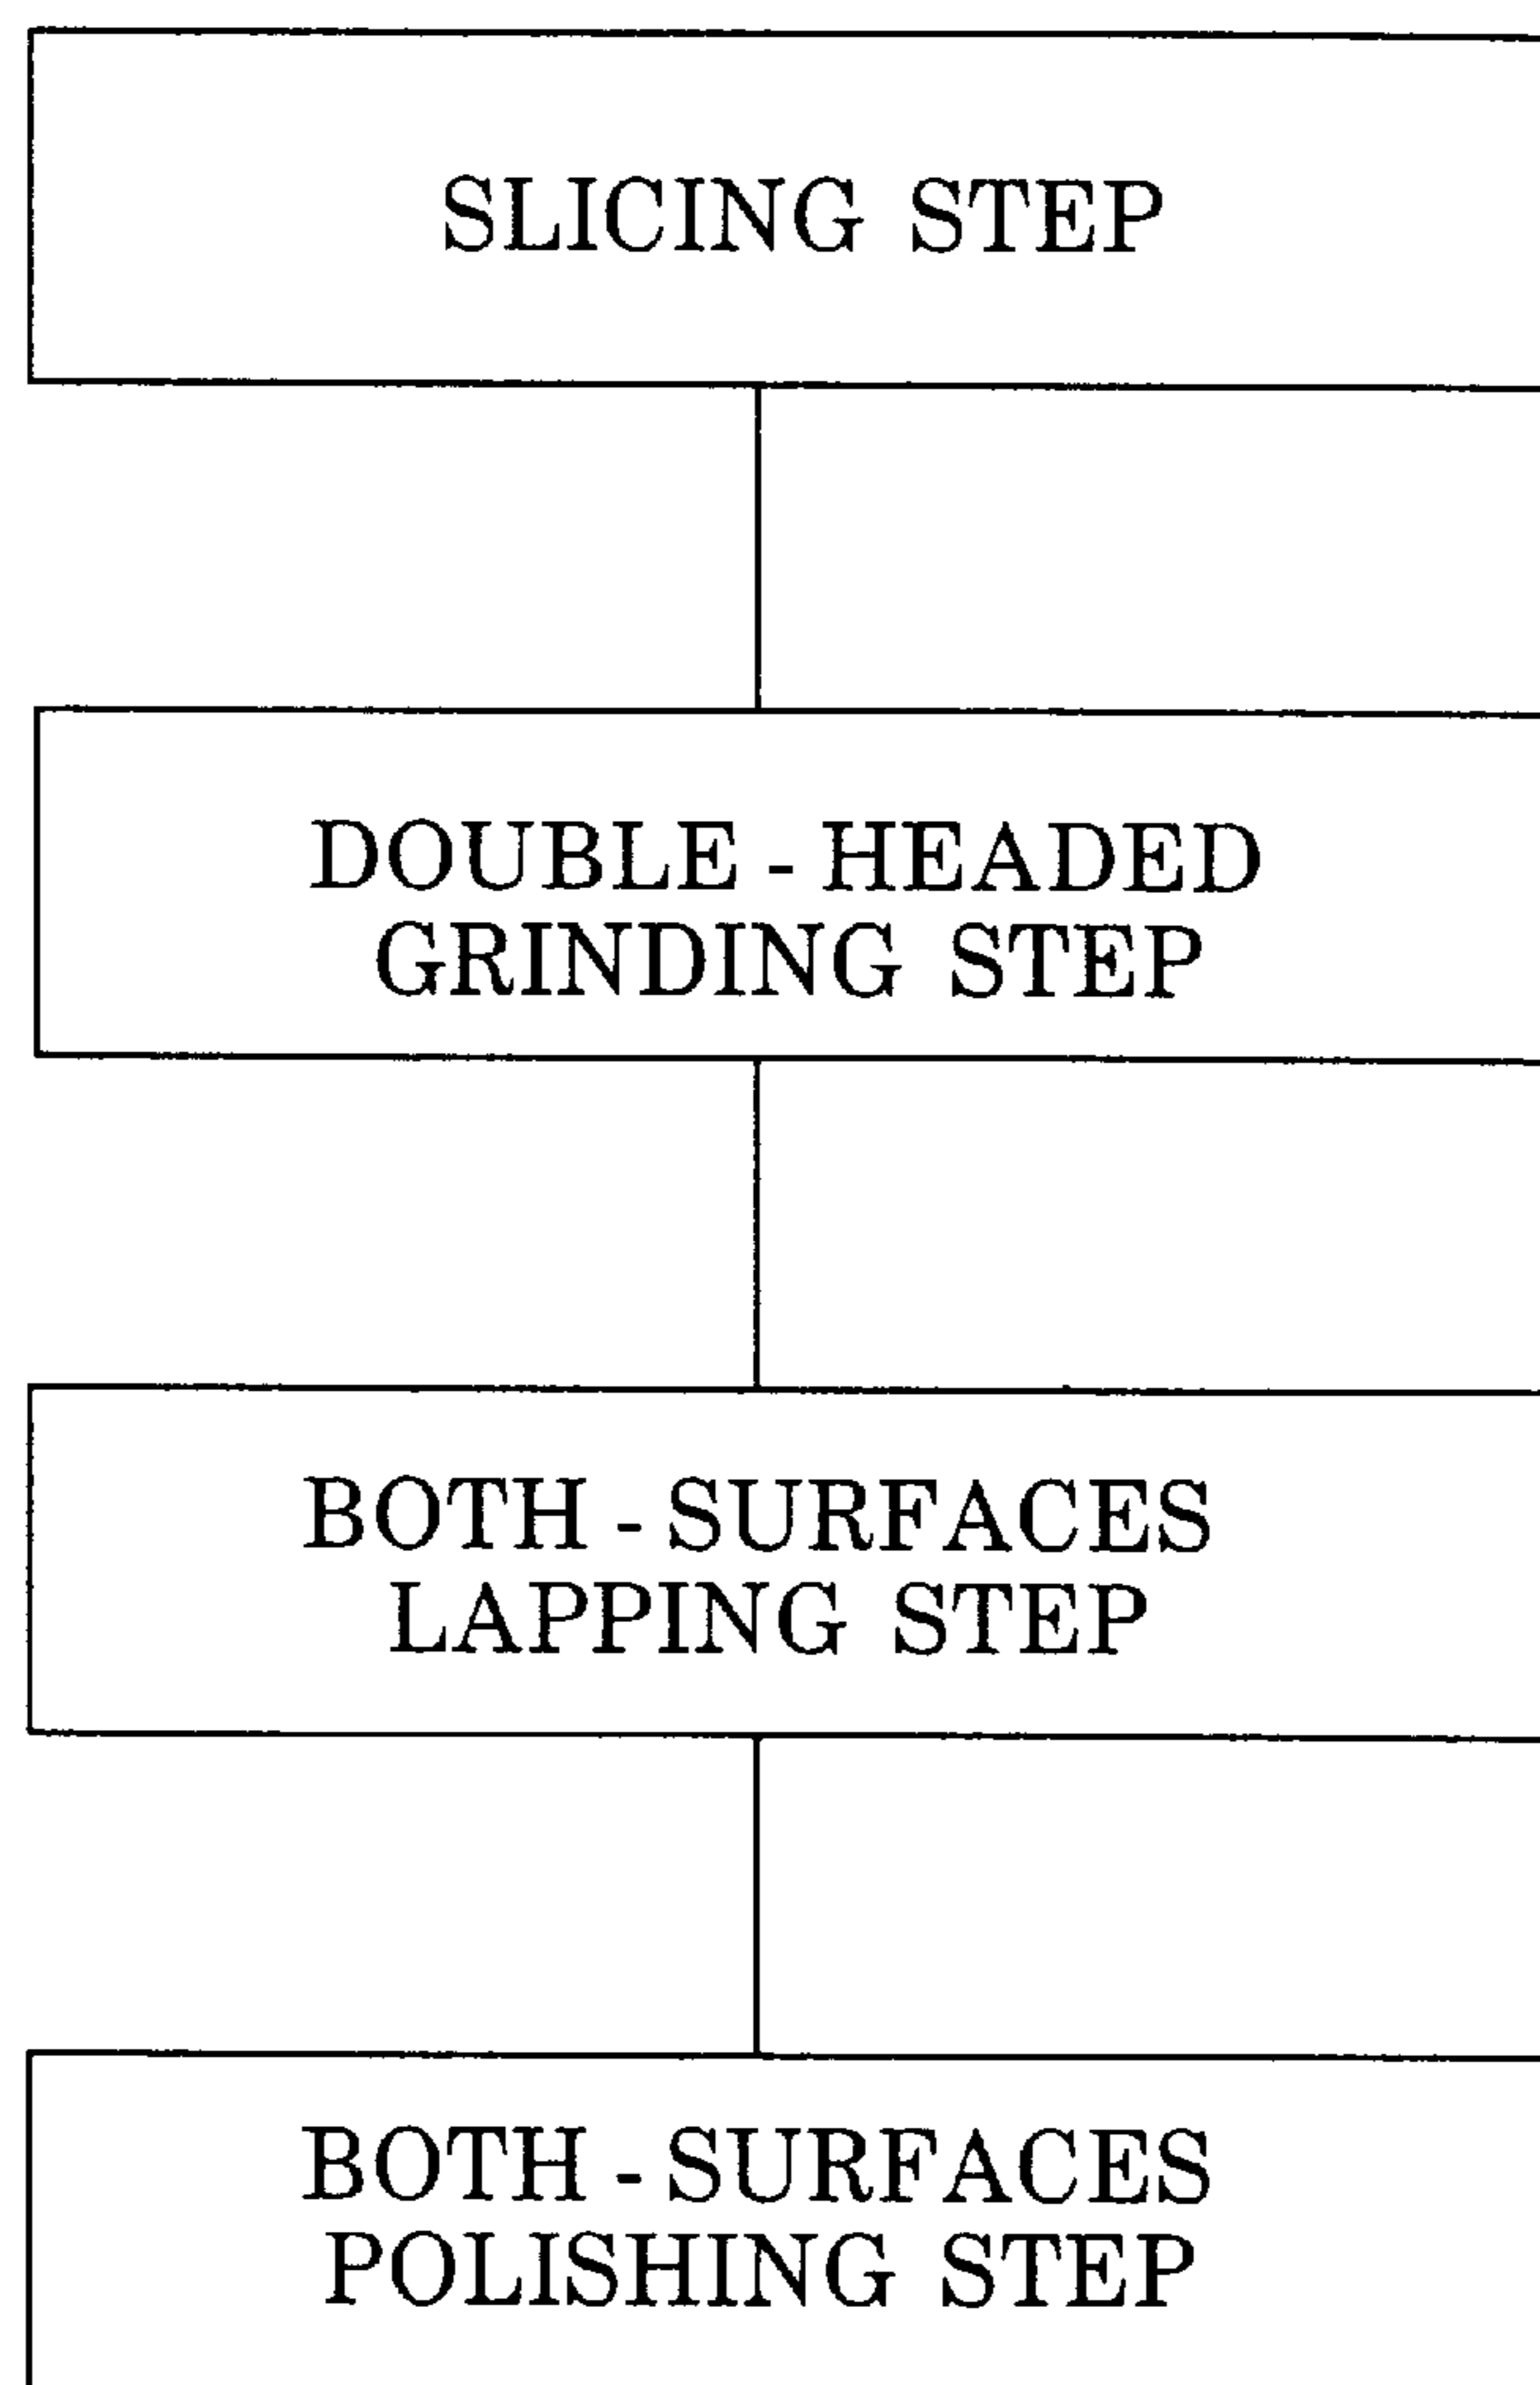 SLICING STEP
DOUBLE - HEADED
GRINDING STEP
BOTH - SURFACES
LAPPING STEP
BOTH - SURFACES
POLISHING STEP